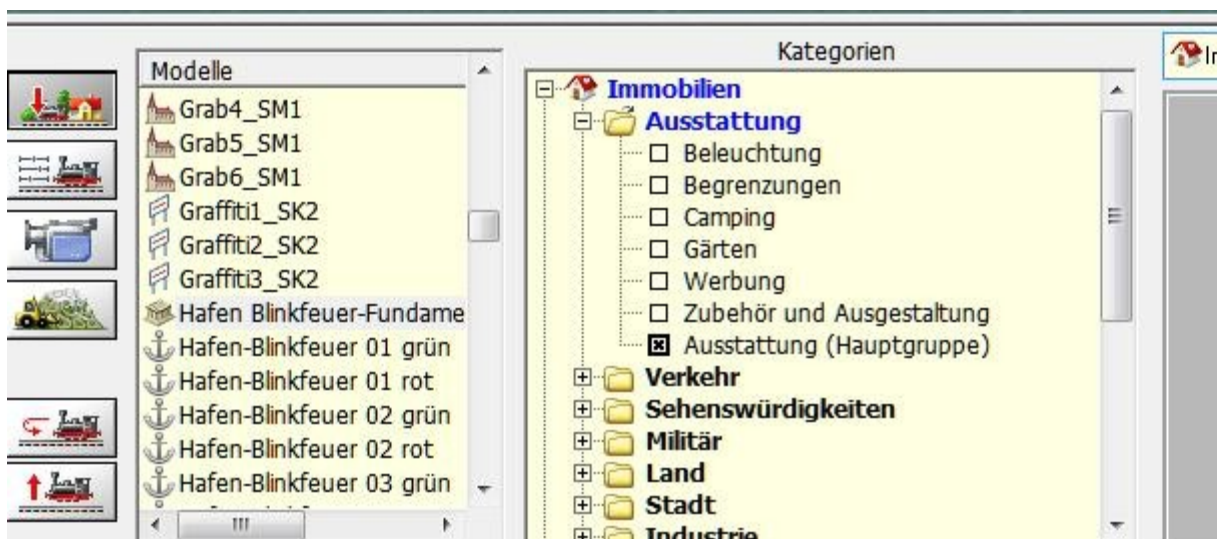 Modelle
Grab4_SM1
Grab5_SM1
Grab6_SM1
Graffiti1_SK2
Graffiti2_SK2
Graffiti3_SK2
Hafen Blinkfeuer-Fundame
Hafen-Blinkfeuer 01 grün
Hafen-Blinkfeuer 01 rot
Hafen-Blinkfeuer 02 grün
Hafen-Blinkfeuer 02 rot
Hafen-Blinkfeuer 03 grün
Kategorien
Immobilien
Ausstattung
Beleuchtung
Begrenzungen
Camping
Gärten
Werbung
Zubehör und Ausgestaltung
Ausstattung (Hauptgruppe)
Verkehr
Sehenswürdigkeiten
Militär
Land
Stadt
Industrie